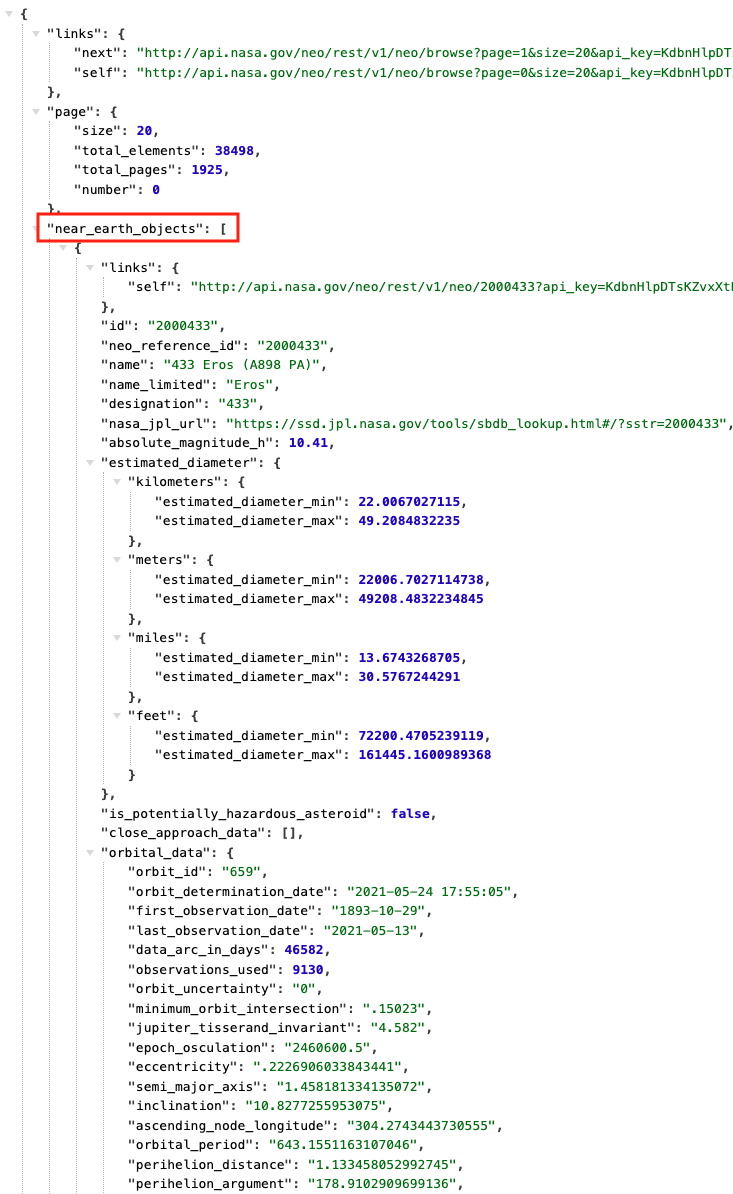 {
"links": {
"next": "http://api.nasa.gov/neo/rest/v1/neo/browse?page=1&size=20&api_key=KdbnHlpDT
"self": "http://api.nasa.gov/neo/rest/v1/neo/browse?page=0&size=20&api_key=KdbnHlpDT
},
"page": {
"size": 20,
"total_elements": 38498,
"total_pages": 1925,
"number": 0
},
"near_earth_objects": [
{
"links": {
"self": "http://api.nasa.gov/neo/rest/v1/neo/2000433?api_key=KdbnHlpDTsKZvxXt
},
"id": "2000433",
"neo_reference_id": "2000433",
"name": "433 Eros (A898 PA)",
"name_limited": "Eros",
"designation": "433",
"nasa_jpl_url": "https://ssd.jpl.nasa.gov/tools/sbdb_lookup.html#/?sstr=2000433",
"absolute_magnitude_h": 10.41,
"estimated_diameter": {
"kilometers": {
"estimated_diameter_min": 22.0067027115,
"estimated_diameter_max": 49.2084832235
},
"meters": {
"estimated_diameter_min": 22006.7027114738,
"estimated_diameter_max": 49208.4832234845
},
"miles": {
"estimated_diameter_min": 13.6743268705,
"estimated_diameter_max": 30.5767244291
},
"feet": {
"estimated_diameter_min": 72200.4705239119,
"estimated_diameter_max": 161445.1600989368
}
},
"is_potentially_hazardous_asteroid": false,
"close_approach_data": [],
"orbital_data": {
"orbit_id": "659",
"orbit_determination_date": "2021-05-24 17:55:05",
"first_observation_date": "1893-10-29",
"last_observation_date": "2021-05-13",
"data_arc_in_days": 46582,
"observations_used": 9130,
"orbit_uncertainty": "0",
"minimum_orbit_intersection": ".15023",
"jupiter_tisserand_invariant": "4.582",
"epoch_osculation": "2460600.5",
"eccentricity": ".2226906033843441",
"semi_major_axis": "1.458181334135072",
"inclination": "10.8277255953075",
"ascending_node_longitude": "304.2743443730555",
"orbital_period": "643.1551163107046",
"perihelion_distance": "1.133458052992745",
"perihelion_argument": "178.9102909699136",